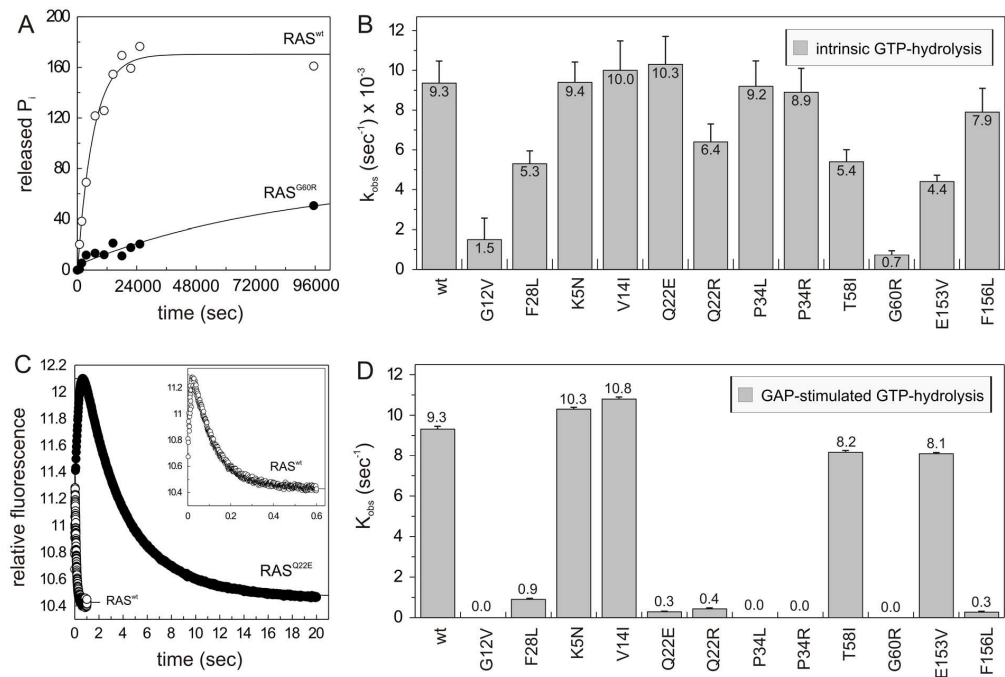 A
200
160
120
80
40
0
released Pi
RASwt
RASG60R
0 24000 48000 72000 96000
time (sec)
B
12
10
8
6
4
2
0
kobs (sec-1) x 10-3
intrinsic GTP-hydrolysis
9.3 1.5 5.3 9.4 10.0 10.3 6.4 9.2 8.9 5.4 0.7 4.4 7.9
wt G12V F28L K5N V14I Q22E Q22R P34L P34R T58I G60R E153V F156L
C
12.2
12
11.8
11.6
11.4
11.2
11
10.8
10.6
10.4
relative fluorescence
11.2
11.0
10.8
10.6
10.4
RASwt
0 0.2 0.4 0.6
RASQ22E
RASwt
0 2 4 6 8 10 12 14 16 18 20
time (sec)
D
12
10
8
6
4
2
0
Kobs (sec-1)
GAP-stimulated GTP-hydrolysis
9.3 0.0 0.9 10.3 10.8 0.3 0.4 0.0 0.0 8.2 0.0 8.1 0.3
wt G12V F28L K5N V14I Q22E Q22R P34L P34R T58I G60R E153V F156L